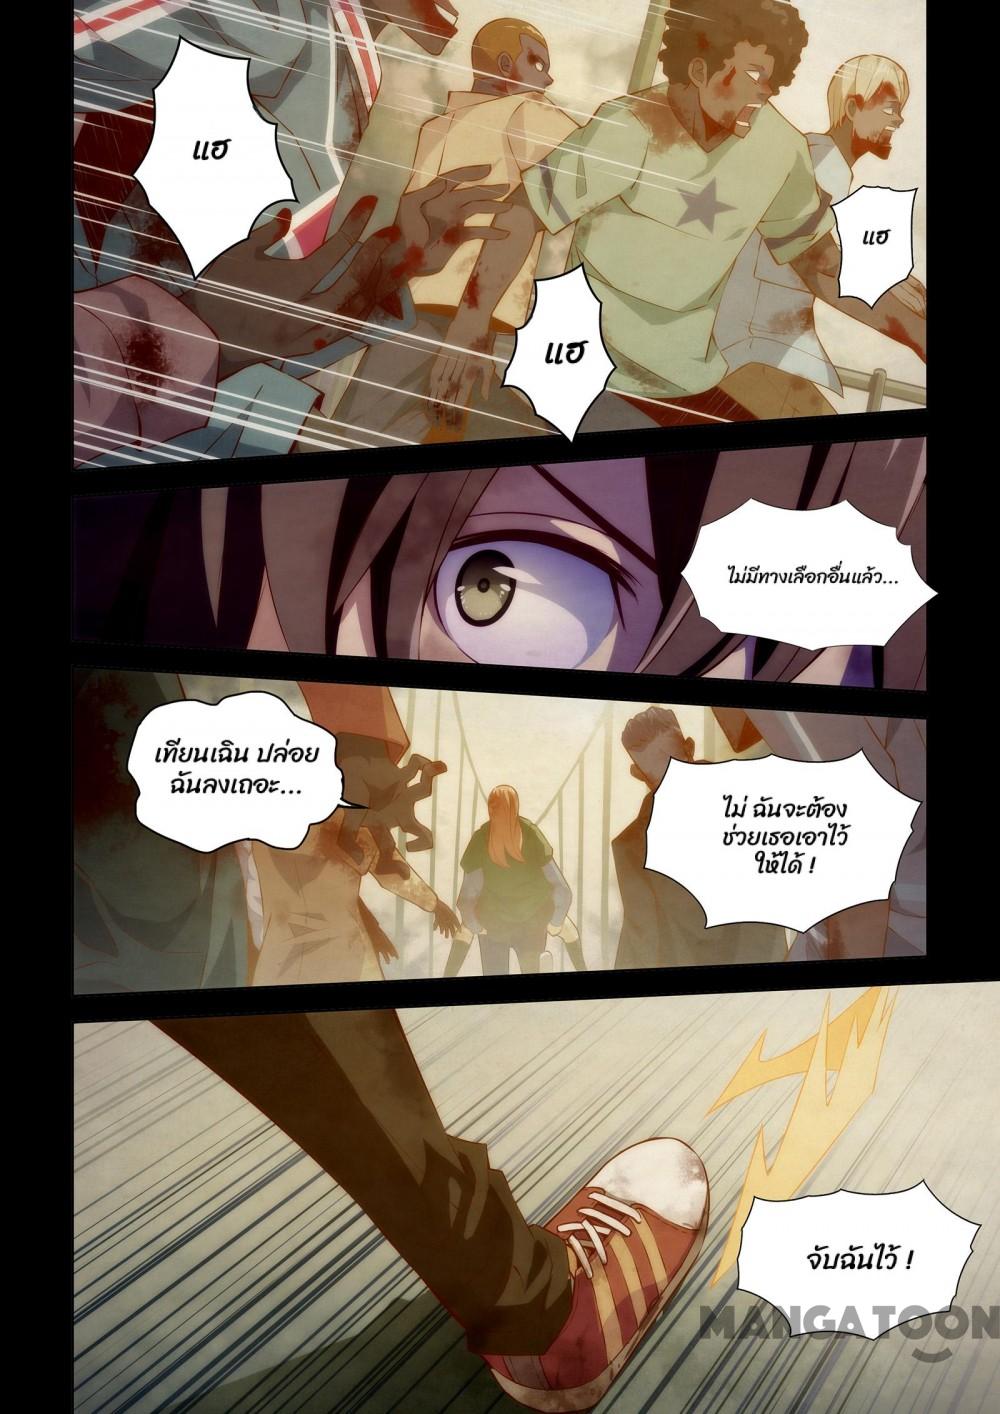 แฮ
แฮ
แฮ
ไม่มีทางเลือกอื่นแล้ว...
เทียนเฉิน ปล่อย
ฉันลงเถอะ...
ไม่ ฉันจะต้อง
ช่วยเธอเอาไว้
ให้ได้ !
จับฉันไว้ !
MANGATOON